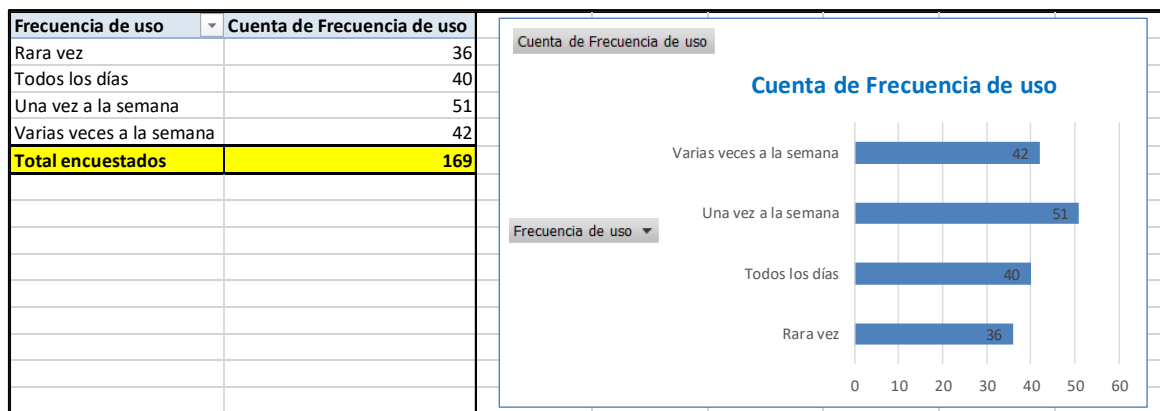 Frecuencia de uso Cuenta de Frecuencia de uso
Rara vez 36
Todos los días 40
Una vez a la semana 51
Varias veces a la semana 42
Total encuestados 169
Cuenta de Frecuencia de uso
Cuenta de Frecuencia de uso
Varias veces a la semana 42
Una vez a la semana 51
Frecuencia de uso
Todos los días 40
Rara vez 36
0 10 20 30 40 50 60